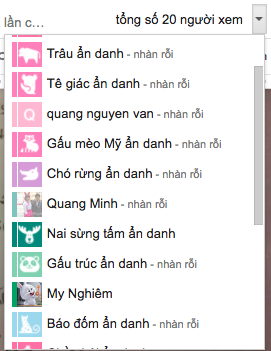 lần c…
tổng số 20 người xem
Trâu ẩn danh - nhàn rỗi
Tê giác ẩn danh - nhàn rỗi
Q quang nguyen van - nhàn rỗi
Gấu mèo Mỹ ẩn danh - nhàn rỗi
Chó rừng ẩn danh - nhàn rỗi
Quang Minh - nhàn rỗi
Nai sừng tấm ẩn danh
Gấu trúc ẩn danh - nhàn rỗi
My Nghiêm
Báo đốm ẩn danh - nhàn rỗi